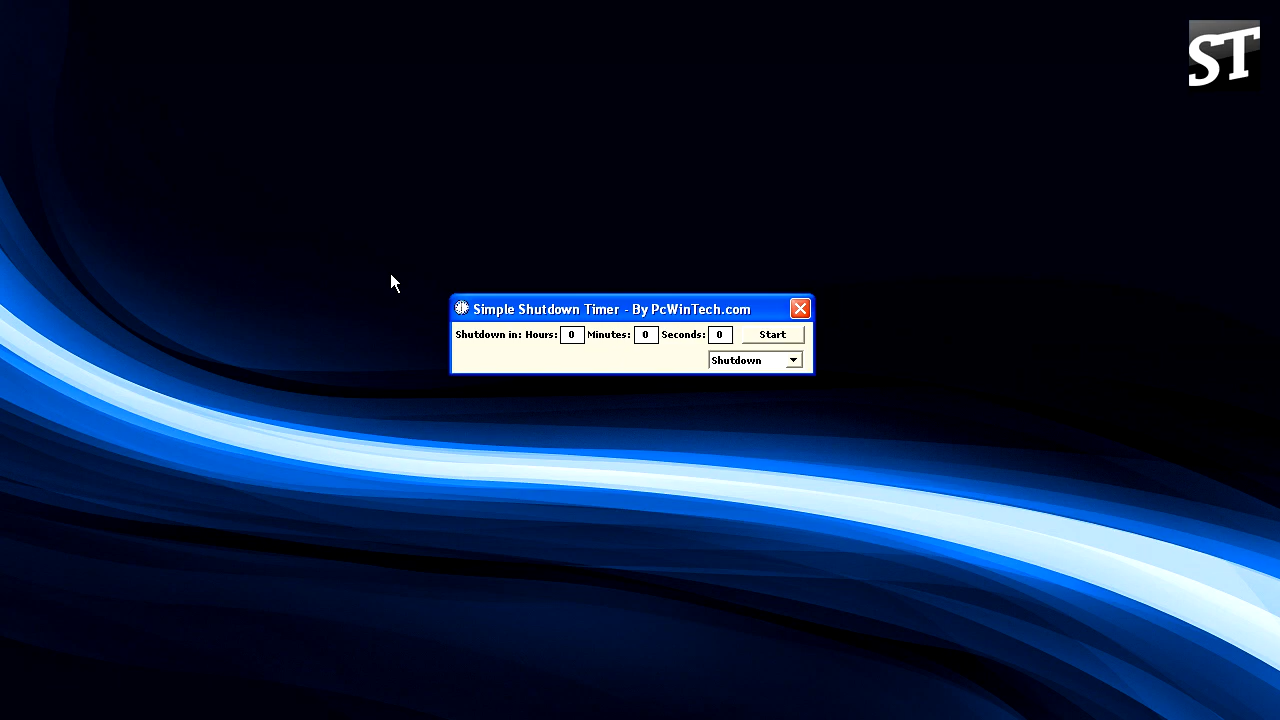 ST
Simple Shutdown Timer - By PcWinTech.com
Shutdown in: Hours: 0 Minutes: 0 Seconds: 0 Start
Shutdown